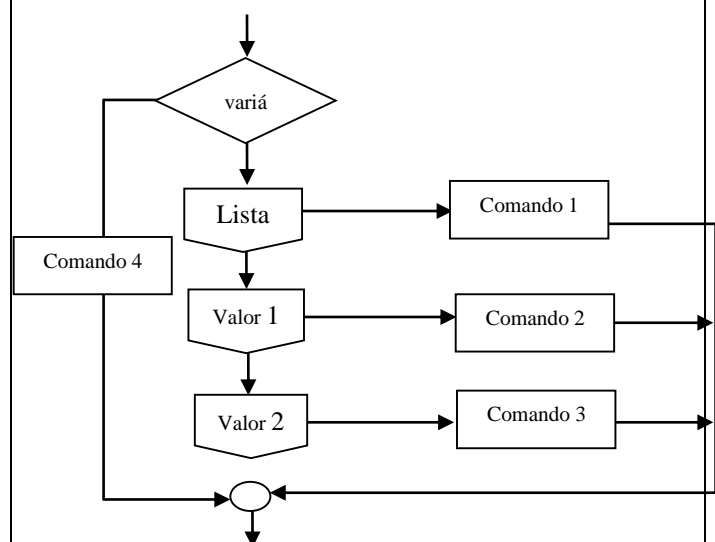 variá
Lista
Comando 1
Comando 4
Valor 1
Comando 2
Valor 2
Comando 3